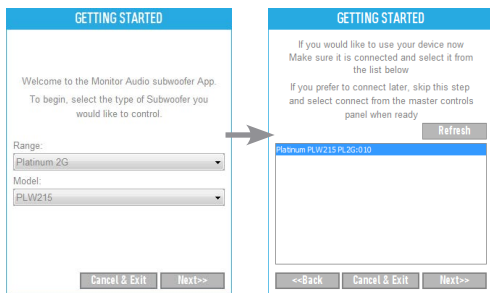 GETTING STARTED
Welcome to the Monitor Audio subwoofer App.
To begin, select the type of Subwoofer you
would like to control.
Range:
Platinum 2G
Model:
PLW215
Cancel & Exit
Next>>
GETTING STARTED
If you would like to use your device now
Make sure it is connected and select it from
the list below
If you prefer to connect later, skip this step
and select connect from the master controls
panel when ready
Refresh
Platinum PLW215 PL2G:010
<<Back
Cancel & Exit
Next>>